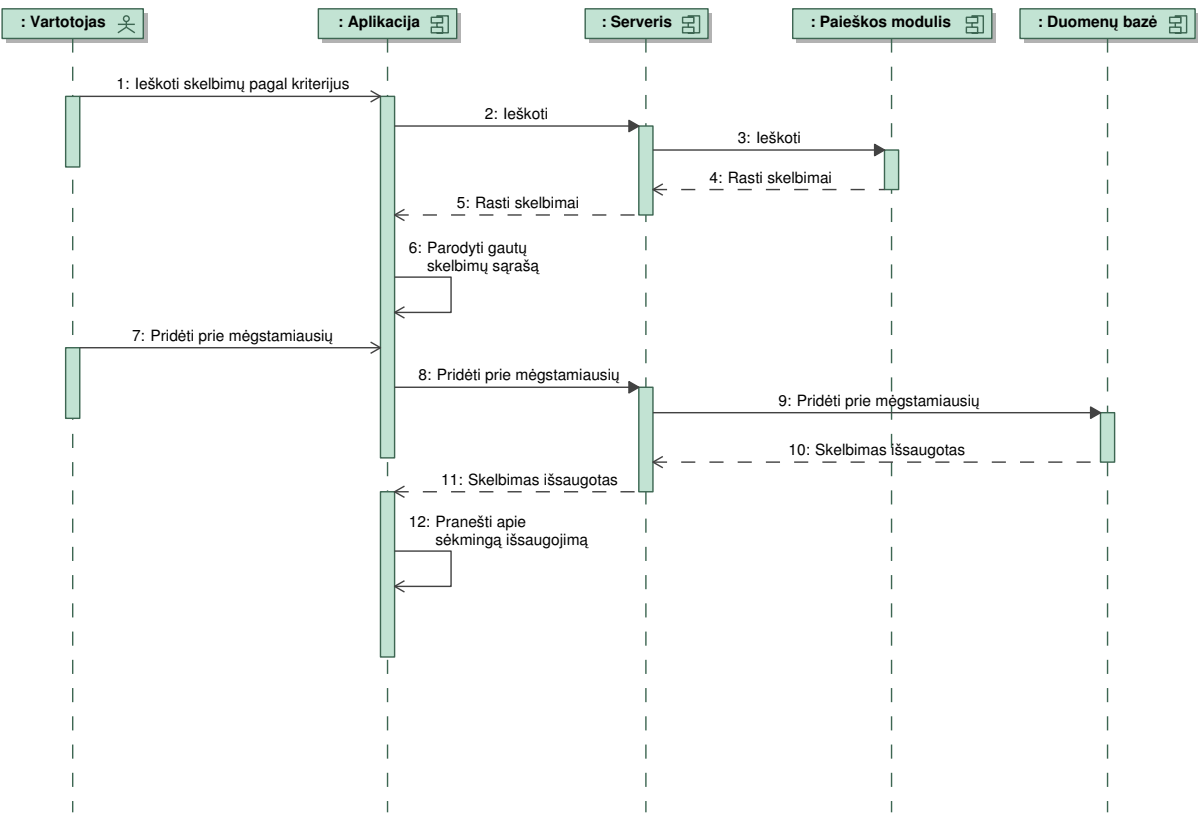 : Vartotojas
: Aplikacija
: Serveris
: Paieškos modulis
: Duomenų bazė
1: Ieškoti skelbimų pagal kriterijus
2: Ieškoti
3: Ieškoti
4: Rasti skelbimai
5: Rasti skelbimai
6: Parodyti gautų
skelbimų sąrašą
7: Pridėti prie mėgstamiausių
8: Pridėti prie mėgstamiausių
9: Pridėti prie mėgstamiausių
10: Skelbimas išsaugotas
11: Skelbimas išsaugotas
12: Pranešti apie
sėkmingą išsaugojimą